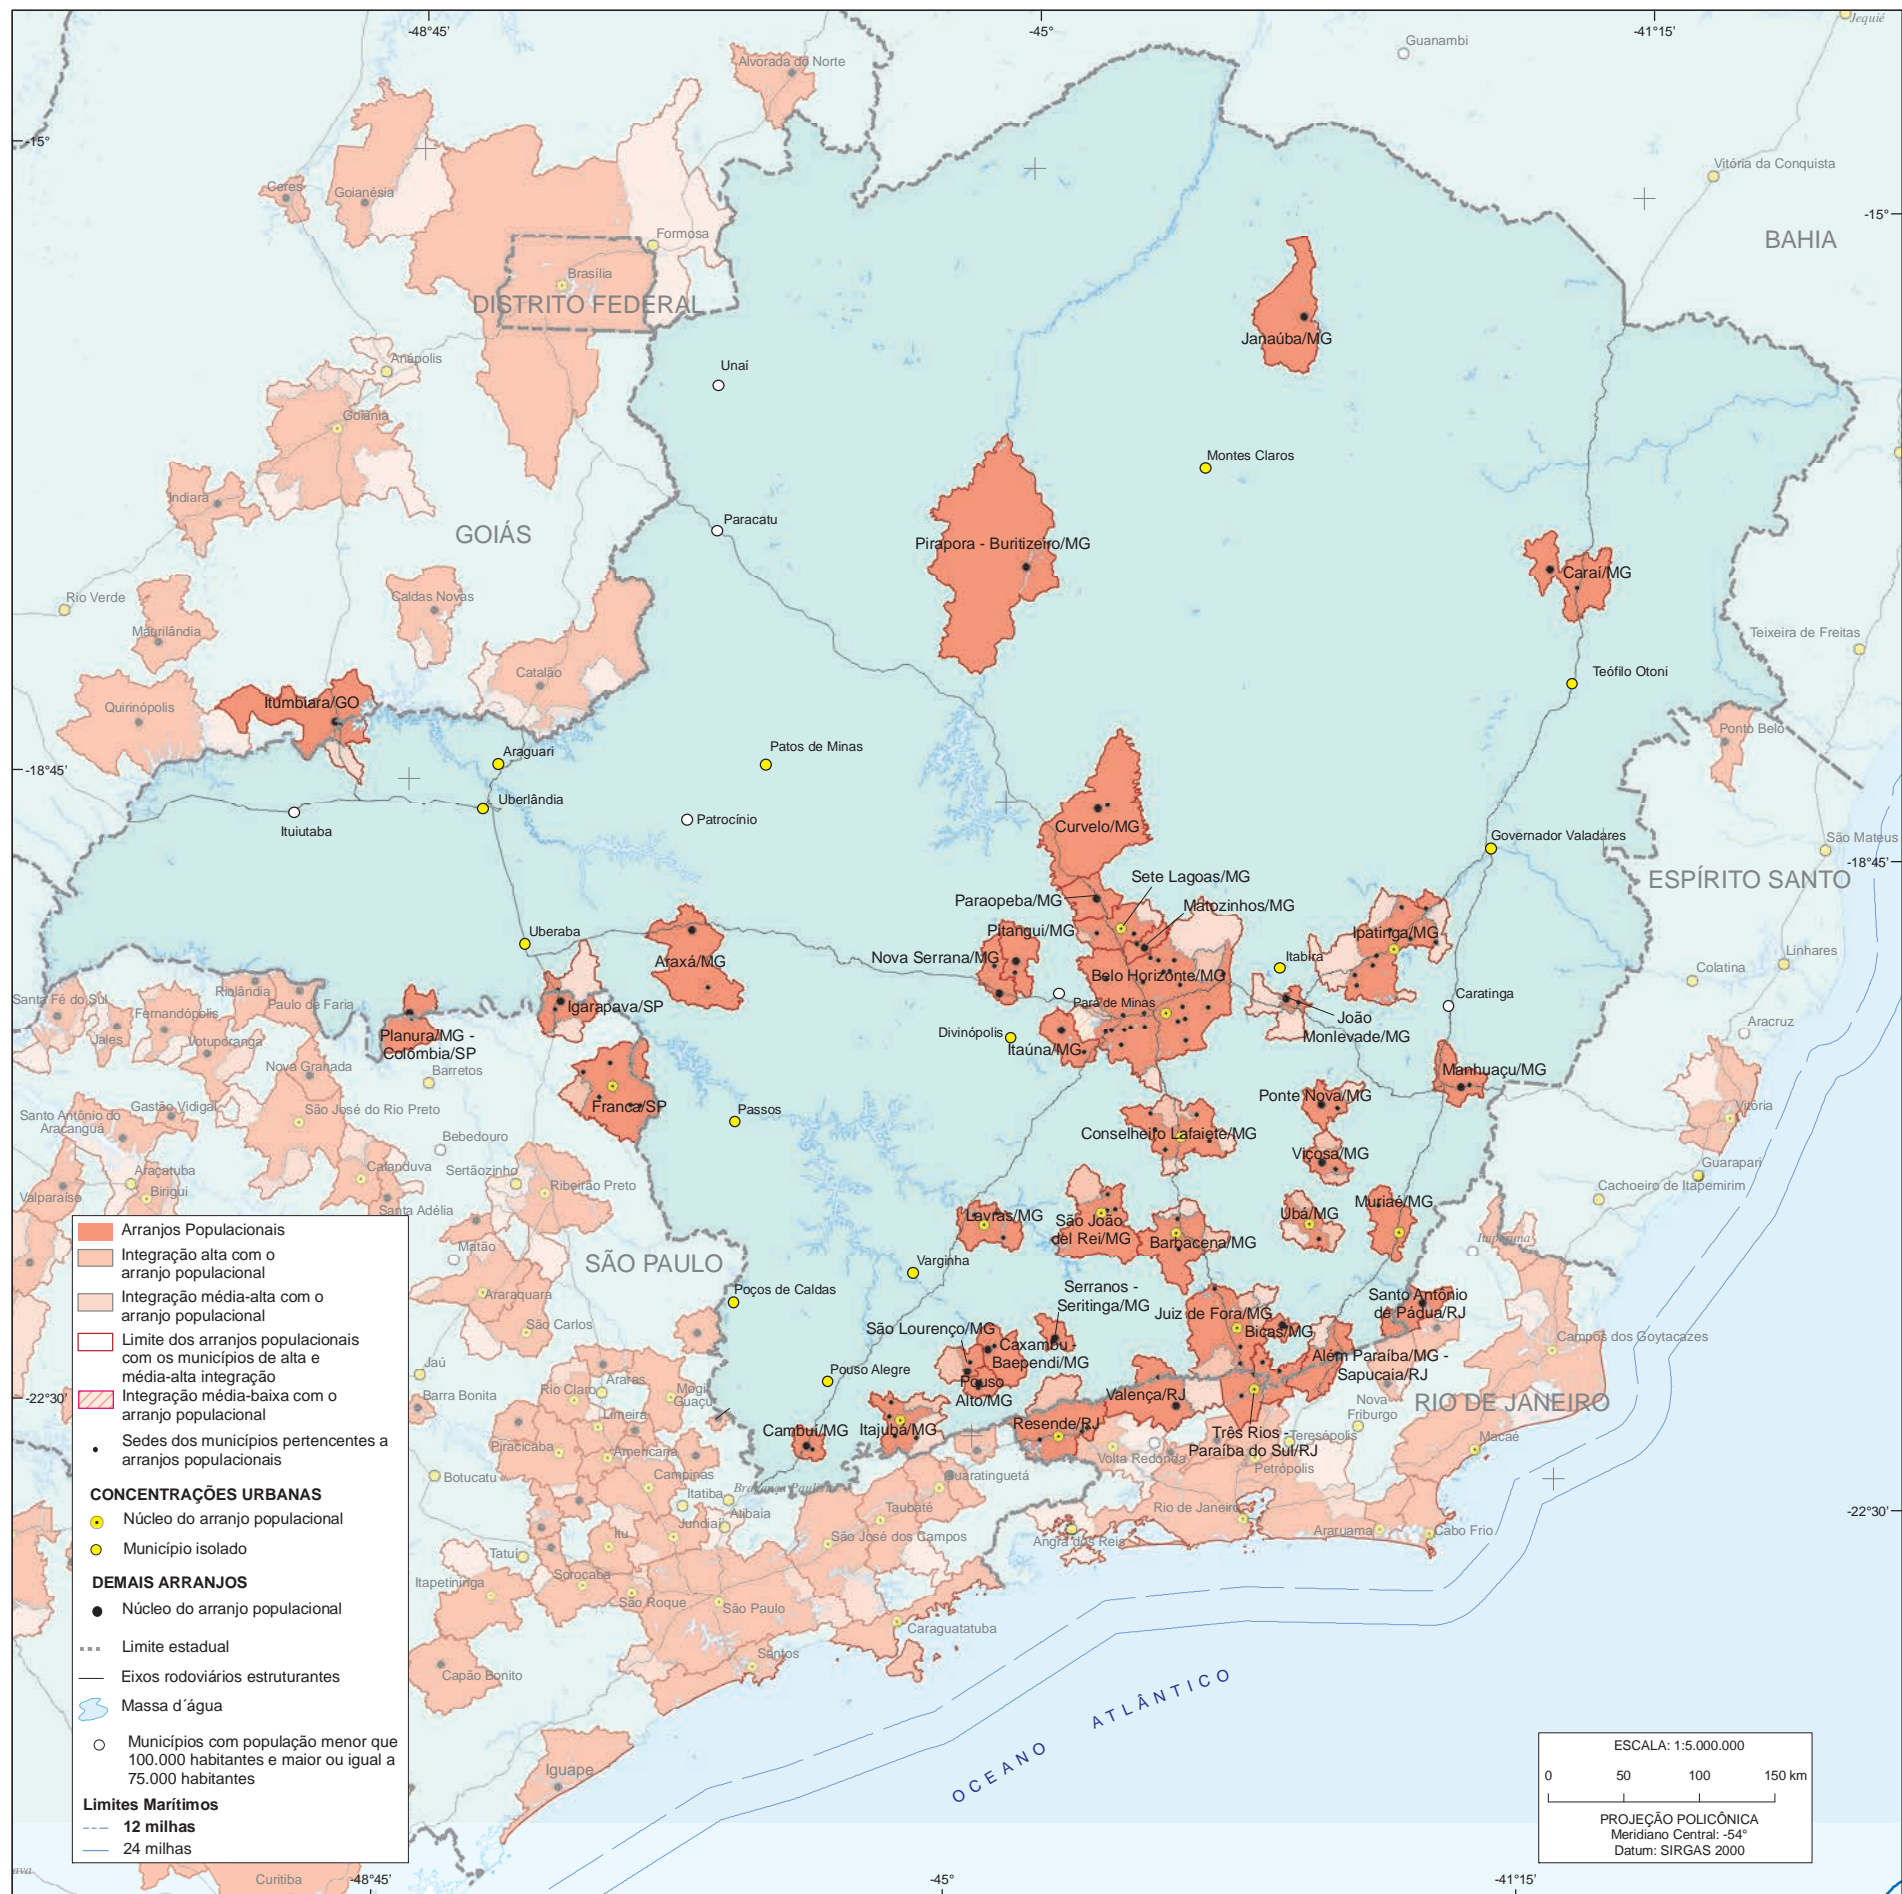 -48°45'
-45°
-41°15'
Jequié
Guanambi
Alvorada do Norte
-15°
Vitória da Conquista
Ceres
Goianésia
-15°
Formosa
BAHIA
Brasília
DISTRITO FEDERAL
Janaúba/MG
Anápolis
Unaí
Goiânia
Montes Claros
Indiara
Paracatu
GOIÁS
Pirapora - Buritizeiro/MG
Caraí/MG
Rio Verde
Caldas Novas
Maurilândia
Teixeira de Freitas
Catalão
Teófilo Otoni
Itumbiara/GO
Quirinópolis
Ponto Belo
Araguari
Patos de Minas
-18°45'
Uberlândia
Ituiutaba
Patrocínio
Curvelo/MG
Governador Valadares
São Mateus
-18°45'
ESPÍRITO SANTO
Sete Lagoas/MG
Paraopeba/MG
Matozinhos/MG
Uberaba
Pitangui/MG
Ipatinga/MG
Araxá/MG
Nova Serrana/MG
Itabira
Linhares
Belo Horizonte/MG
Colatina
Riolândia
Santa Fé do Sul
Paulo de Faria
Igarapava/SP
Pará de Minas
Caratinga
Fernandópolis
João
Monlevade/MG
Aracruz
Planura/MG -
Colômbia/SP
Divinópolis
Itaúna/MG
Jales
Votuporanga
Nova Granada
Barretos
Manhuaçu/MG
Franca/SP
Passos
Ponte Nova/MG
Gastão Vidigal
São José do Rio Preto
Santo Antônio do
Aracanguá
Vitória
Conselheiro Lafaiete/MG
Bebedouro
Viçosa/MG
Catanduva
Sertãozinho
Araçatuba
Guarapari
Birigui
Ribeirão Preto
Valparaíso
Cachoeiro de Itapemirim
Santa Adélia
Lavras/MG
São João
del Rei/MG
Ubá/MG
Muriaé/MG
Barbacena/MG
Matão
SÃO PAULO
Varginha
Poços de Caldas
Araraquara
Serranos -
Seritinga/MG
Santo Antônio
de Pádua/RJ
Juiz de Fora/MG
São Carlos
São Lourenço/MG
Bicas/MG
Campos dos Goytacazes
Caxambu -
Baependi/MG
Além Paraíba/MG -
Sapucaia/RJ
Jaú
Pouso Alegre
Araras
Pouso
Alto/MG
Barra Bonita
Rio Claro
Mogi
Guaçu
Valença/RJ
RIO DE JANEIRO
Nova
Friburgo
Limeira
Cambuí/MG
Itajubá/MG
Resende/RJ
Três Rios -
Paraíba do Sul/RJ
Teresópolis
Macaé
Piracicaba
Americana
Volta Redonda
Petrópolis
Botucatu
Campinas
Guaratinguetá
Itatiba
Bragança Paulista
Atibaia
Taubaté
Rio de Janeiro
-22°30'
Itu
Jundiaí
São José dos Campos
Angra dos Reis
Araruama
Cabo Frio
Tatuí
Itapetininga
Sorocaba
São Roque
São Paulo
Caraguatatuba
Santos
Capão Bonito
OCEANO ATLÂNTICO
Iguape
Curitiba
-22°30'
Arranjos Populacionais
Integração alta com o
arranjo populacional
Integração média-alta com o
arranjo populacional
Limite dos arranjos populacionais
com os municípios de alta e
média-alta integração
Integração média-baixa com o
arranjo populacional
Sedes dos municípios pertencentes a
arranjos populacionais
CONCENTRAÇÕES URBANAS
Núcleo do arranjo populacional
Município isolado
DEMAIS ARRANJOS
Núcleo do arranjo populacional
Limite estadual
Eixos rodoviários estruturantes
Massa d´água
Municípios com população menor que
100.000 habitantes e maior ou igual a
75.000 habitantes
Limites Marítimos
12 milhas
24 milhas
ESCALA: 1:5.000.000
0 50 100 150 km
PROJEÇÃO POLICÔNICA
Meridiano Central: -54°
Datum: SIRGAS 2000
-48°45'
-45°
-41°15'